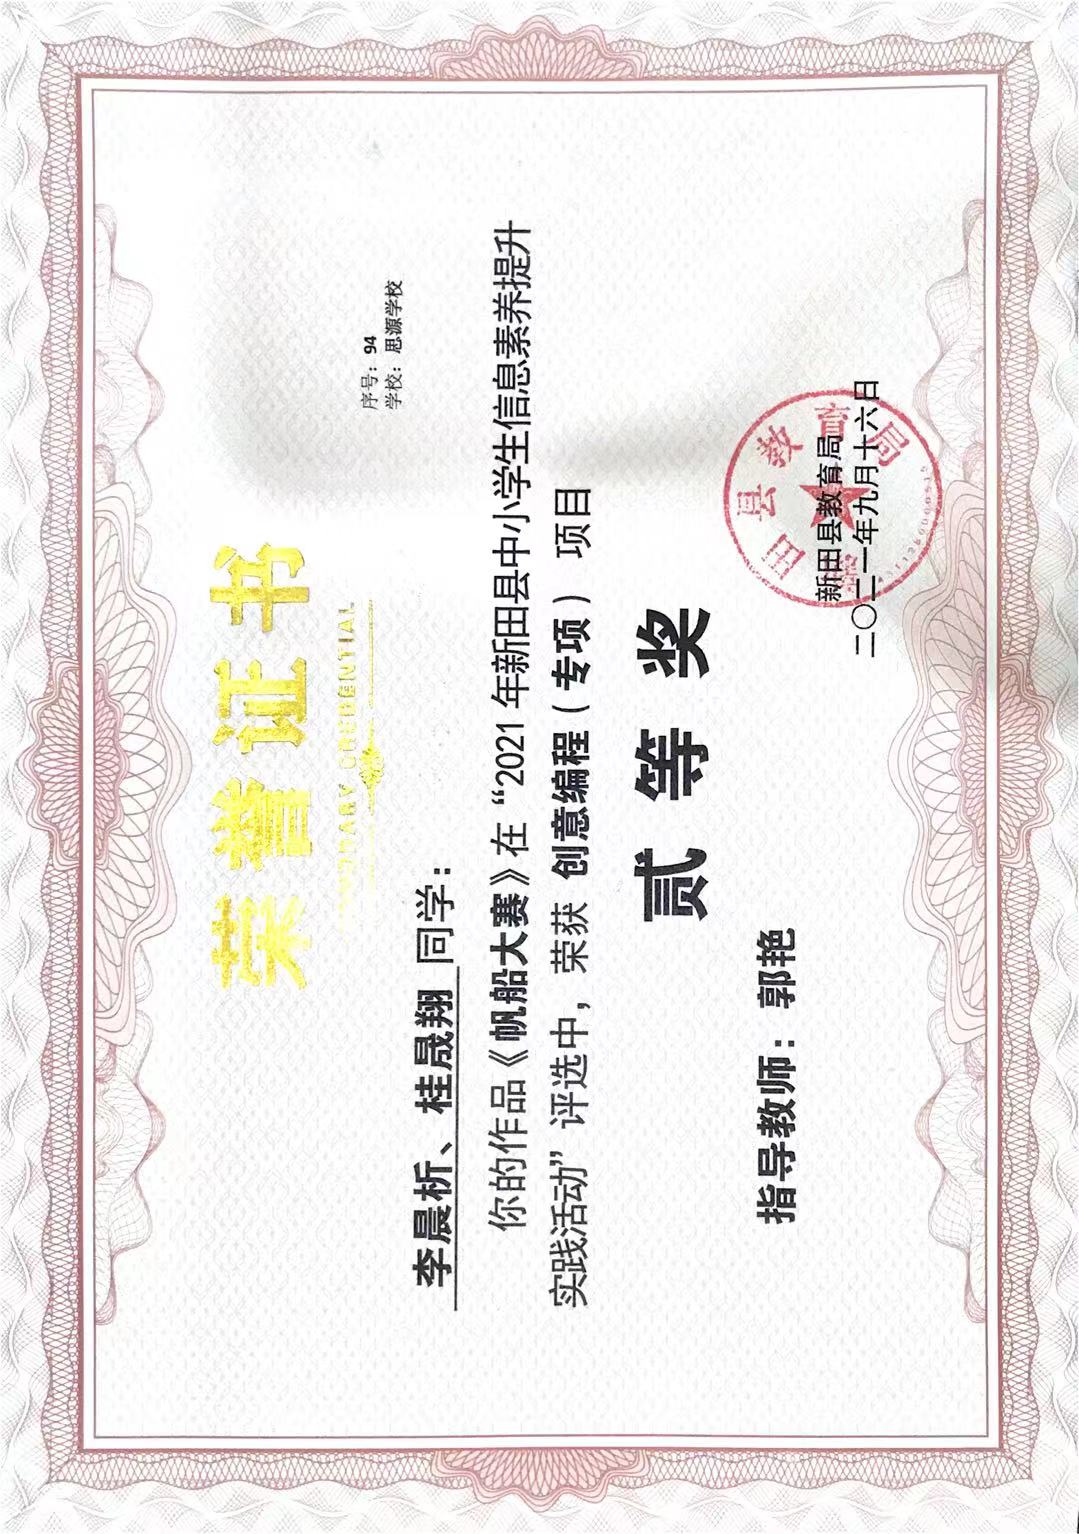 荣誉证书
HONORARY CREDENTIAL
序号：94
学校：思源学校
李晨析、桂晟翔 同学：
你的作品《帆船大赛》在“2021 年新田县中小学生信息素养提升
实践活动”评选中，荣获 创意编程（专项） 项目
贰等奖
指导教师：郭艳
新田县教育局
新田县教育局
二〇二一年九月十六日